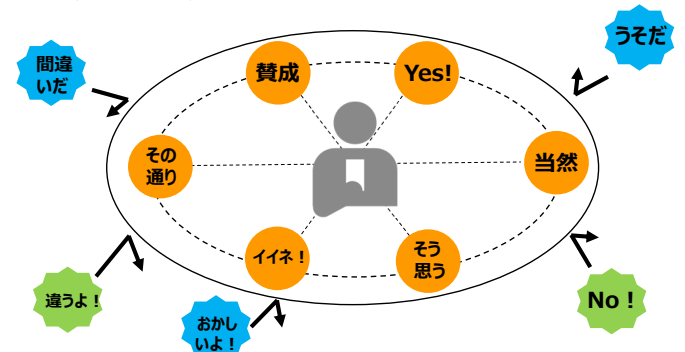 うそだ
間違
いだ
賛成
Yes!
その
通り
当然
イイネ！
そう
思う
違うよ！
No！
おかし
いよ！